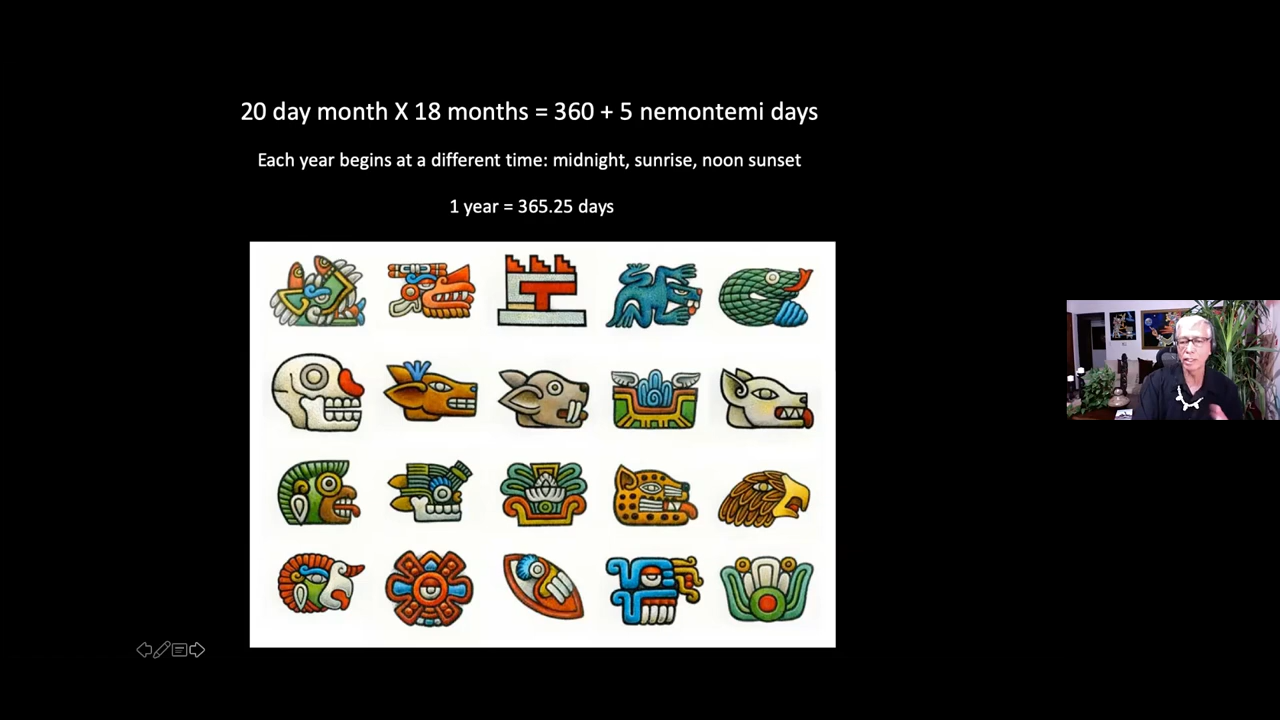 20 day month X 18 months = 360 + 5 nemontemi days
Each year begins at a different time: midnight, sunrise, noon sunset
1 year = 365.25 days